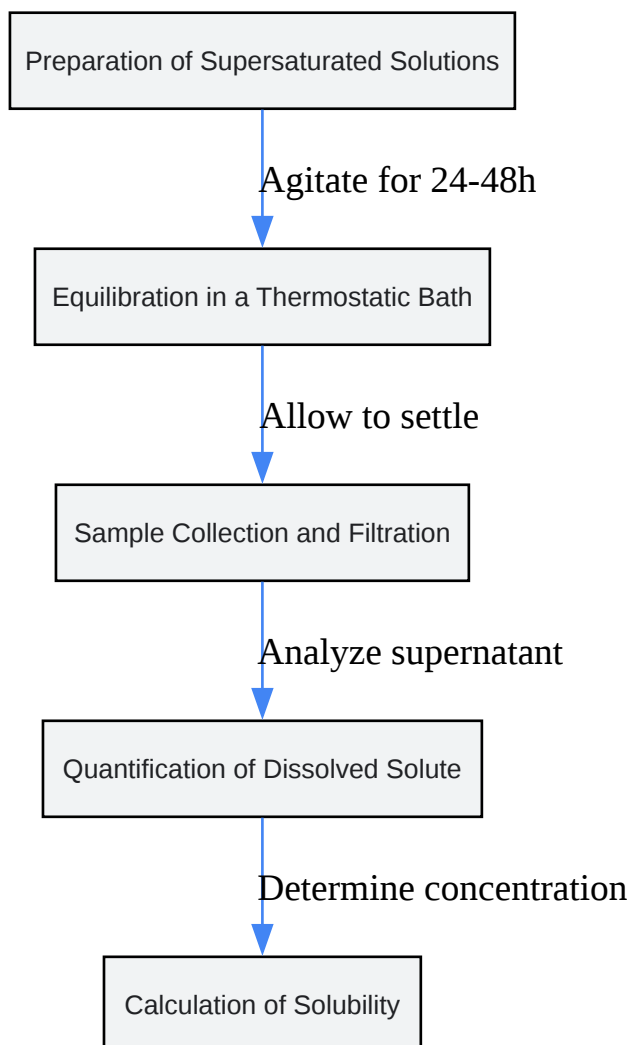 Preparation of Supersaturated Solutions
Agitate for 24-48h
Equilibration in a Thermostatic Bath
Allow to settle
Sample Collection and Filtration
Analyze supernatant
Quantification of Dissolved Solute
Determine concentration
Calculation of Solubility